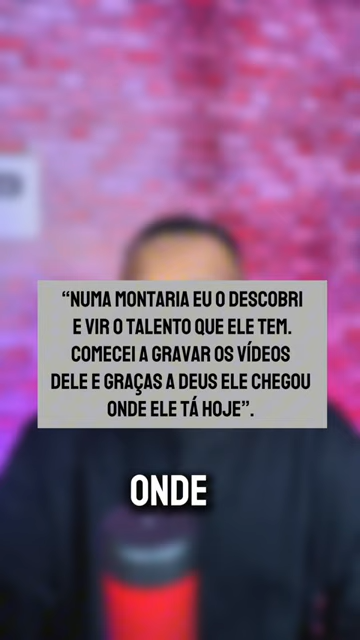 “NUMA MONTARIA EU O DESCOBRI
E VIR O TALENTO QUE ELE TEM.
COMECEI A GRAVAR OS VÍDEOS
DELE E GRAÇAS A DEUS ELE CHEGOU
ONDE ELE TÁ HOJE”.
ONDE